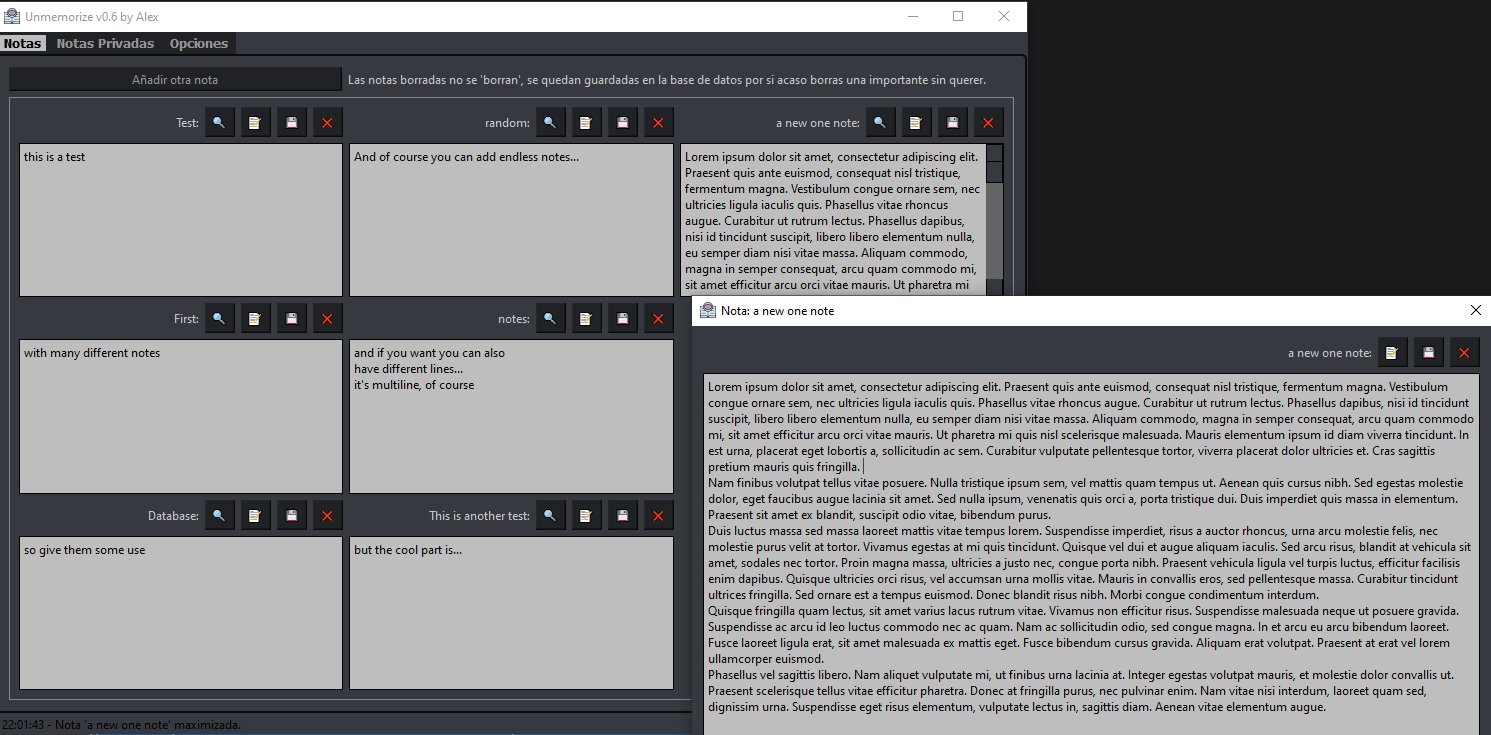 Unmemorize v0.6 by Alex
Notas Notas Privadas Opciones
Añadir otra nota Las notas borradas no se 'borran', se quedan guardadas en la base de datos por si acaso borras una importante sin querer.
Test: random: a new one note:
this is a test
And of course you can add endless notes...
Lorem ipsum dolor sit amet, consectetur adipiscing elit.
Praesent quis ante euismod, consequat nisl tristique,
fermentum magna. Vestibulum congue ornare sem, nec
ultricies ligula iaculis quis. Phasellus vitae rhoncus
augue. Curabitur ut rutrum lectus. Phasellus dapibus,
nisi id tincidunt suscipit, libero libero elementum nulla,
eu semper diam nisi vitae massa. Aliquam commodo,
magna in semper consequat, arcu quam commodo mi,
sit amet efficitur arcu orci vitae mauris. Ut pharetra mi
First: notes:
with many different notes
and if you want you can also
have different lines...
it's multiline, of course
Database: This is another test:
so give them some use
but the cool part is...
22:01:43 - Nota 'a new one note' maximizada.
Nota: a new one note
a new one note:
Lorem ipsum dolor sit amet, consectetur adipiscing elit. Praesent quis ante euismod, consequat nisl tristique, fermentum magna. Vestibulum
congue ornare sem, nec ultricies ligula iaculis quis. Phasellus vitae rhoncus augue. Curabitur ut rutrum lectus. Phasellus dapibus, nisi id tincidunt
suscipit, libero libero elementum nulla, eu semper diam nisi vitae massa. Aliquam commodo, magna in semper consequat, arcu quam commodo
mi, sit amet efficitur arcu orci vitae mauris. Ut pharetra mi quis nisl scelerisque malesuada. Mauris elementum ipsum id diam viverra tincidunt. In
est urna, placerat eget lobortis a, sollicitudin ac sem. Curabitur vulputate pellentesque tortor, viverra placerat dolor ultricies et. Cras sagittis
pretium mauris quis fringilla.
Nam finibus volutpat tellus vitae posuere. Nulla tristique ipsum sem, vel mattis quam tempus ut. Aenean quis cursus nibh. Sed egestas molestie
dolor, eget faucibus augue lacinia sit amet. Sed nulla ipsum, venenatis quis orci a, porta tristique dui. Duis imperdiet quis massa in elementum.
Praesent sit amet ex blandit, suscipit odio vitae, bibendum purus.
Duis luctus massa sed massa laoreet mattis vitae tempus lorem. Suspendisse imperdiet, risus a auctor rhoncus, urna arcu molestie felis, nec
molestie purus velit at tortor. Vivamus egestas at mi quis tincidunt. Quisque vel dui et augue aliquam iaculis. Sed arcu risus, blandit at vehicula sit
amet, sodales nec tortor. Proin magna massa, ultricies a justo nec, congue porta nibh. Praesent vehicula ligula vel turpis luctus, efficitur facilisis
enim dapibus. Quisque ultricies orci risus, vel accumsan urna mollis vitae. Mauris in convallis eros, sed pellentesque massa. Curabitur tincidunt
ultrices fringilla. Sed ornare est a tempus euismod. Donec blandit risus nibh. Morbi congue condimentum interdum.
Quisque fringilla quam lectus, sit amet varius lacus rutrum vitae. Vivamus non efficitur risus. Suspendisse malesuada neque ut posuere gravida.
Suspendisse ac arcu id leo luctus commodo nec ac quam. Nam ac sollicitudin odio, sed congue magna. In et arcu eu arcu bibendum laoreet.
Fusce laoreet ligula erat, sit amet malesuada ex mattis eget. Fusce bibendum cursus gravida. Aliquam erat volutpat. Praesent at erat vel lorem
ullamcorper euismod.
Phasellus vel sagittis libero. Nam aliquet vulputate mi, ut finibus urna lacinia at. Integer egestas volutpat mauris, et molestie dolor convallis ut.
Praesent scelerisque tellus vitae efficitur pharetra. Donec at fringilla purus, nec pulvinar enim. Nam vitae nisi interdum, laoreet quam sed,
dignissim urna. Suspendisse eget risus elementum, vulputate lectus in, sagittis diam. Aenean vitae elementum augue.